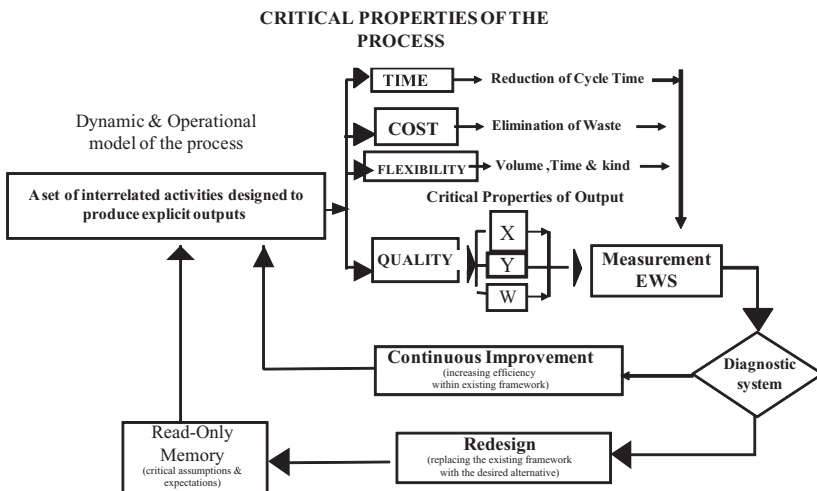 CRITICAL PROPERTIES OF THE
PROCESS
Dynamic & Operational
model of the process
A set of interrelated activities designed to
produce explicit outputs
TIME
Reduction of Cycle Time
COST
Elimination of Waste
FLEXIBILITY
Volume ,Time & kind
Critical Properties of Output
QUALITY
X
Y
W
Measurement
EWS
Diagnostic
system
Continuous Improvement
(increasing efficiency
within existing framework)
Redesign
(replacing the existing framework
with the desired alternative)
Read-Only
Memory
(critical assumptions &
expectations)